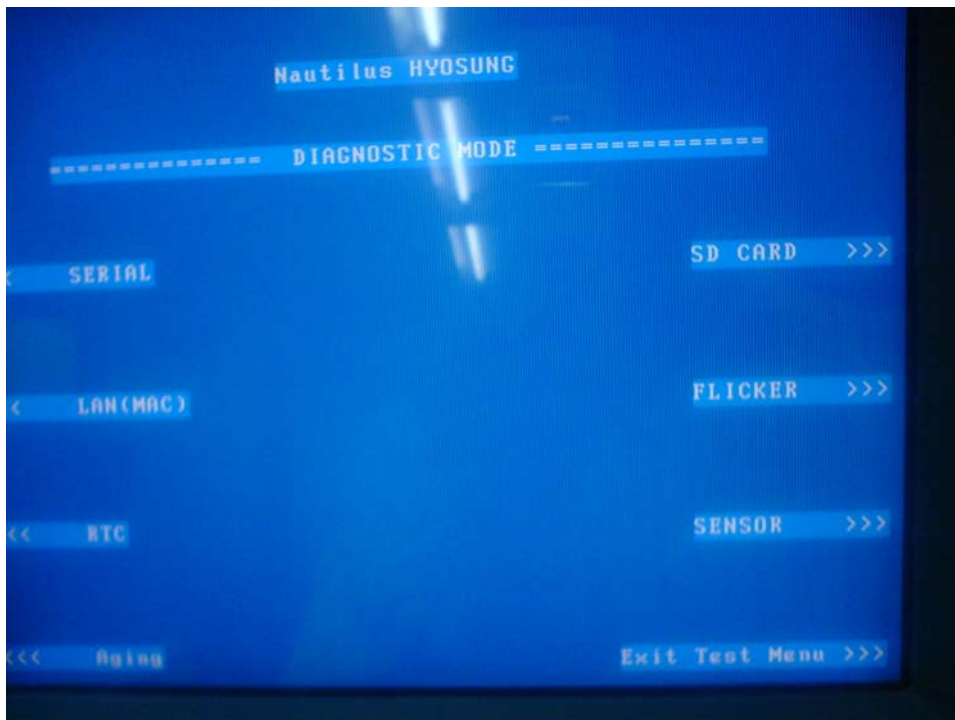 Nautilus HYOSUNG
============== DIAGNOSTIC MODE ===============
< SERIAL
SD CARD >>>
< LAN(MAC)
FLICKER >>>
<< RTC
SENSOR >>>
<<< Aging
Exit Test Menu >>>